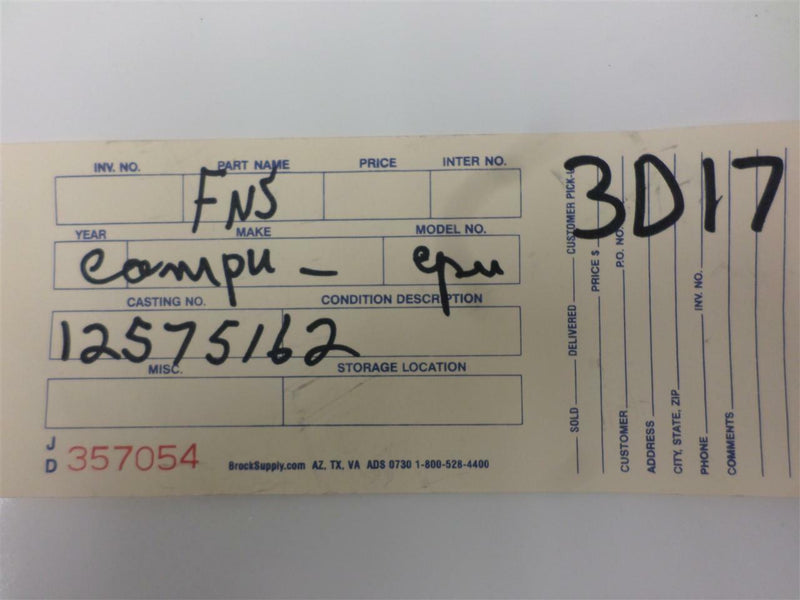 INV. NO. PART NAME PRICE INTER NO.
FNS
YEAR MAKE MODEL NO.
compu - cpu
CASTING NO. CONDITION DESCRIPTION
12575162
MISC. STORAGE LOCATION
J
D 357054
BrockSupply.com AZ, TX, VA ADS 0730 1-800-528-4400
3D17
SOLD DELIVERED CUSTOMER PICK-U
PRICE $
CUSTOMER P.O. NO.
ADDRESS
CITY, STATE, ZIP
PHONE INV. NO.
COMMENTS